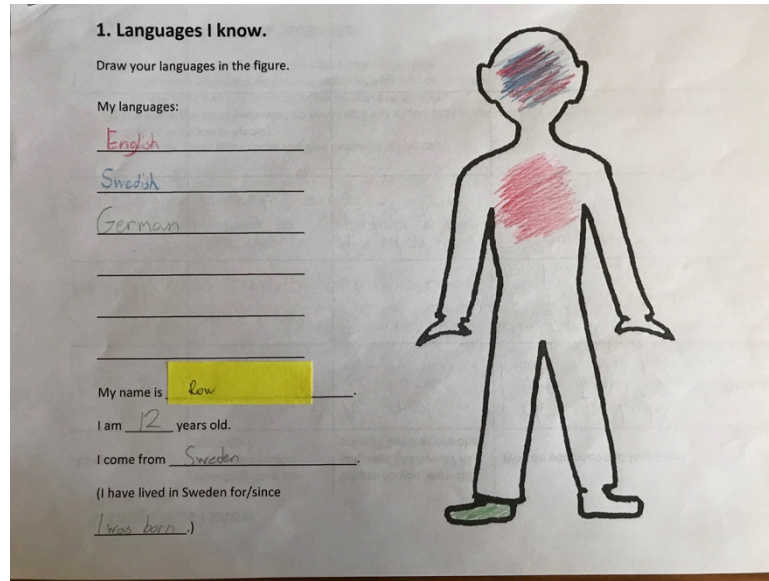 1. Languages I know.
Draw your languages in the figure.
My languages:
English
Swedish
German
My name is Row.
I am 12 years old.
I come from Sweden.
(I have lived in Sweden for/since
I was born.)